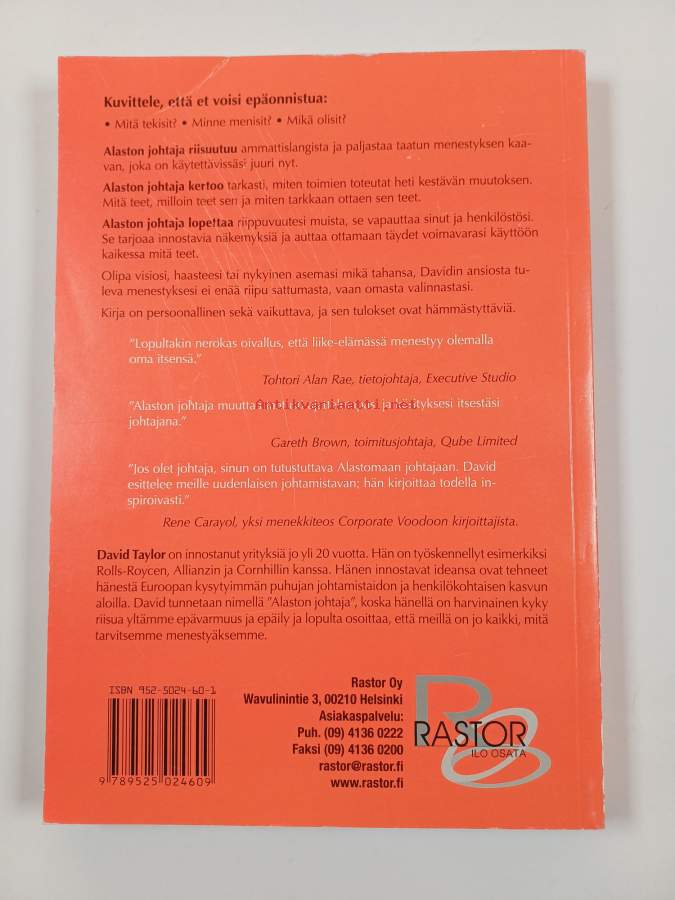 Kuvittele, että et voisi epäonnistua:
• Mitä tekisit? • Minne menisit? • Mikä olisit?
Alaston johtaja riisuutuu ammattislangista ja paljastaa taatun menestyksen kaa-
van, joka on käytettävissäsi juuri nyt.
Alaston johtaja kertoo tarkasti, miten toimien toteutat heti kestävän muutoksen.
Mitä teet, milloin teet sen ja miten tarkkaan ottaen sen teet.
Alaston johtaja lopettaa riippuvuutesi muista, se vapauttaa sinut ja henkilöstösi.
Se tarjoaa innostavia näkemyksiä ja auttaa ottamaan täydet voimavarasi käyttöön
kaikessa mitä teet.
Olipa visiosi, haasteesi tai nykyinen asemasi mikä tahansa, Davidin ansiosta tu-
leva menestyksesi ei enää riipu sattumasta, vaan omasta valinnastasi.
Kirja on persoonallinen sekä vaikuttava, ja sen tulokset ovat hämmästyttäviä.
"Lopultakin nerokas oivallus, että liike-elämässä menestyy olemalla
oma itsensä."
Tohtori Alan Rae, tietojohtaja, Executive Studio
"Alaston johtaja muuttaa ja käsityksesi itsestäsi
johtajana."
Antikvariaatti.net
Gareth Brown, toimitusjohtaja, Qube Limited
"Jos olet johtaja, sinun on tutustuttava Alastomaan johtajaan. David
esittelee meille uudenlaisen johtamistavan; hän kirjoittaa todella in-
spiroivasti."
Rene Carayol, yksi menekkiteos Corporate Voodoon kirjoittajista.
David Taylor on innostanut yrityksiä jo yli 20 vuotta. Hän on työskennellyt esimerkiksi
Rolls-Roycen, Allianzin ja Cornhillin kanssa. Hänen innostavat ideansa ovat tehneet
hänestä Euroopan kysytyimmän puhujan johtamistaidon ja henkilökohtaisen kasvun
aloilla. David tunnetaan nimellä "Alaston johtaja", koska hänellä on harvinainen kyky
riisua yltämme epävarmuus ja epäily ja lopulta osoittaa, että meillä on jo kaikki, mitä
tarvitsemme menestyäksemme.
ISBN 952-5024-60-1
9 789525 024609
Rastor Oy
Wavulinintie 3, 00210 Helsinki
Asiakaspalvelu:
Puh. (09) 4136 0222
Faksi (09) 4136 0200
rastor@rastor.fi
www.rastor.fi
RASTOR
ILO OSATA